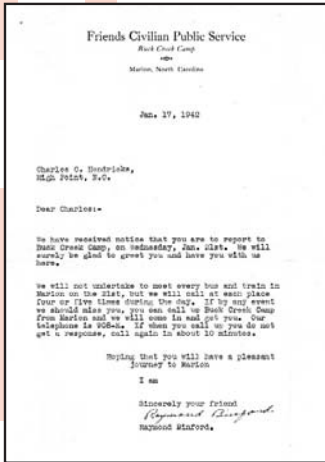 Friends Civilian Public Service
Buck Creek Camp
Marion, North Carolina
Jan. 17, 1942
Charles C. Hendricks,
High Point, N.C.
Dear Charles:-
We have received notice that you are to report to
Buck Creek Camp, on Wednesday, Jan. 21st. We will
surely be glad to greet you and have you with us
here.
We will not undertake to meet every bus and train in
Marion on the 21st, but we will call at each place
four or five times during the day. If by any event
we should miss you, you can call up Buck Creek Camp
from Marion and we will come in and get you. Our
telephone is If when you call up you do not
get a response, call again in about 10 minutes.
Hoping that you will have a pleasant
journey to Marion
I am
Sincerely your friend
Raymond Binford.
Raymond Binford.